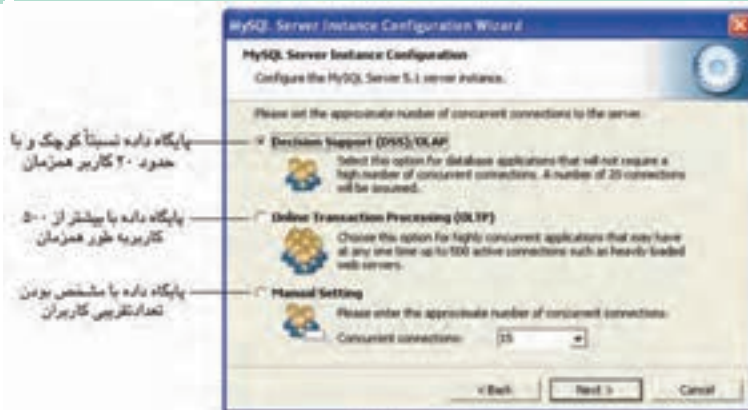 MySQL Server Instance Configuration Wizard
MySQL Server Instance Configuration
Configure the MySQL Server 5.1 server instance.
Please set the approximate number of concurrent connections to the server.
پایگاه داده نسبتاً کوچک و با
حدود ۲۰ کاربر همزمان
Decision Support (DSS)/OLAP
Select this option for database applications that will not require a
high number of concurrent connections. A number of 20 connections
will be assumed.
پایگاه داده با بیشتر از ۵۰۰
کاربر به طور همزمان
Online Transaction Processing (OLTP)
Choose this option for highly concurrent applications that may have
at any one time up to 500 active connections such as heavily loaded
web servers.
پایگاه داده با مشخص بودن
تعداد تقریبی کاربران
Manual Setting
Please enter the approximate number of concurrent connections.
Concurrent connections: 15
< Back
Next >
Cancel